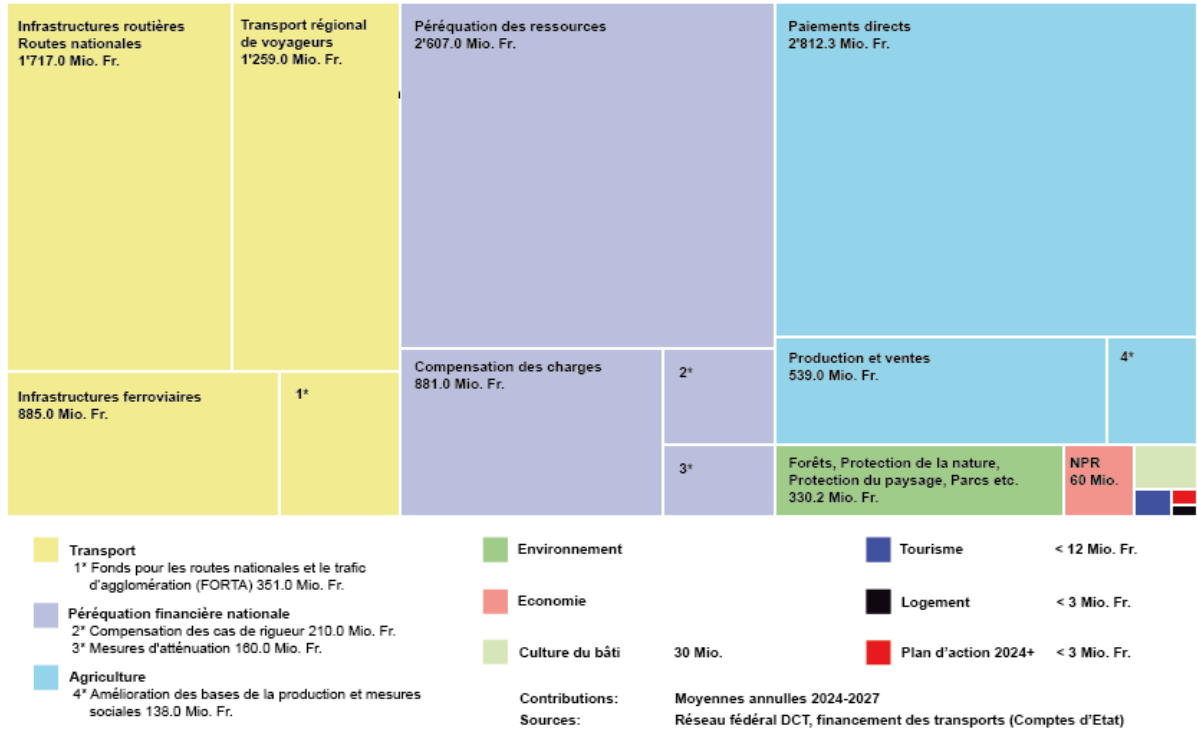 Infrastructures routières
Routes nationales
1'717.0 Mio. Fr.
Transport régional
de voyageurs
1'259.0 Mio. Fr.
Péréquation des ressources
2'607.0 Mio. Fr.
Paiements directs
2'812.3 Mio. Fr.
Infrastructures ferroviaires
885.0 Mio. Fr.
1*
Compensation des charges
881.0 Mio. Fr.
2*
3*
Production et ventes
539.0 Mio. Fr.
4*
Forêts, Protection de la nature,
Protection du paysage, Parcs etc.
330.2 Mio. Fr.
NPR
60 Mio.
Transport
1* Fonds pour les routes nationales et le trafic
d'agglomération (FORTA) 351.0 Mio. Fr.
Péréquation financière nationale
2* Compensation des cas de rigueur 210.0 Mio. Fr.
3* Mesures d'atténuation 160.0 Mio. Fr.
Agriculture
4* Amélioration des bases de la production et mesures
sociales 138.0 Mio. Fr.
Environnement
Economie
Culture du bâti 30 Mio.
Tourisme < 12 Mio. Fr.
Logement < 3 Mio. Fr.
Plan d'action 2024+ < 3 Mio. Fr.
Contributions: Moyennes annulles 2024-2027
Sources: Réseau fédéral DCT, financement des transports (Comptes d'Etat)